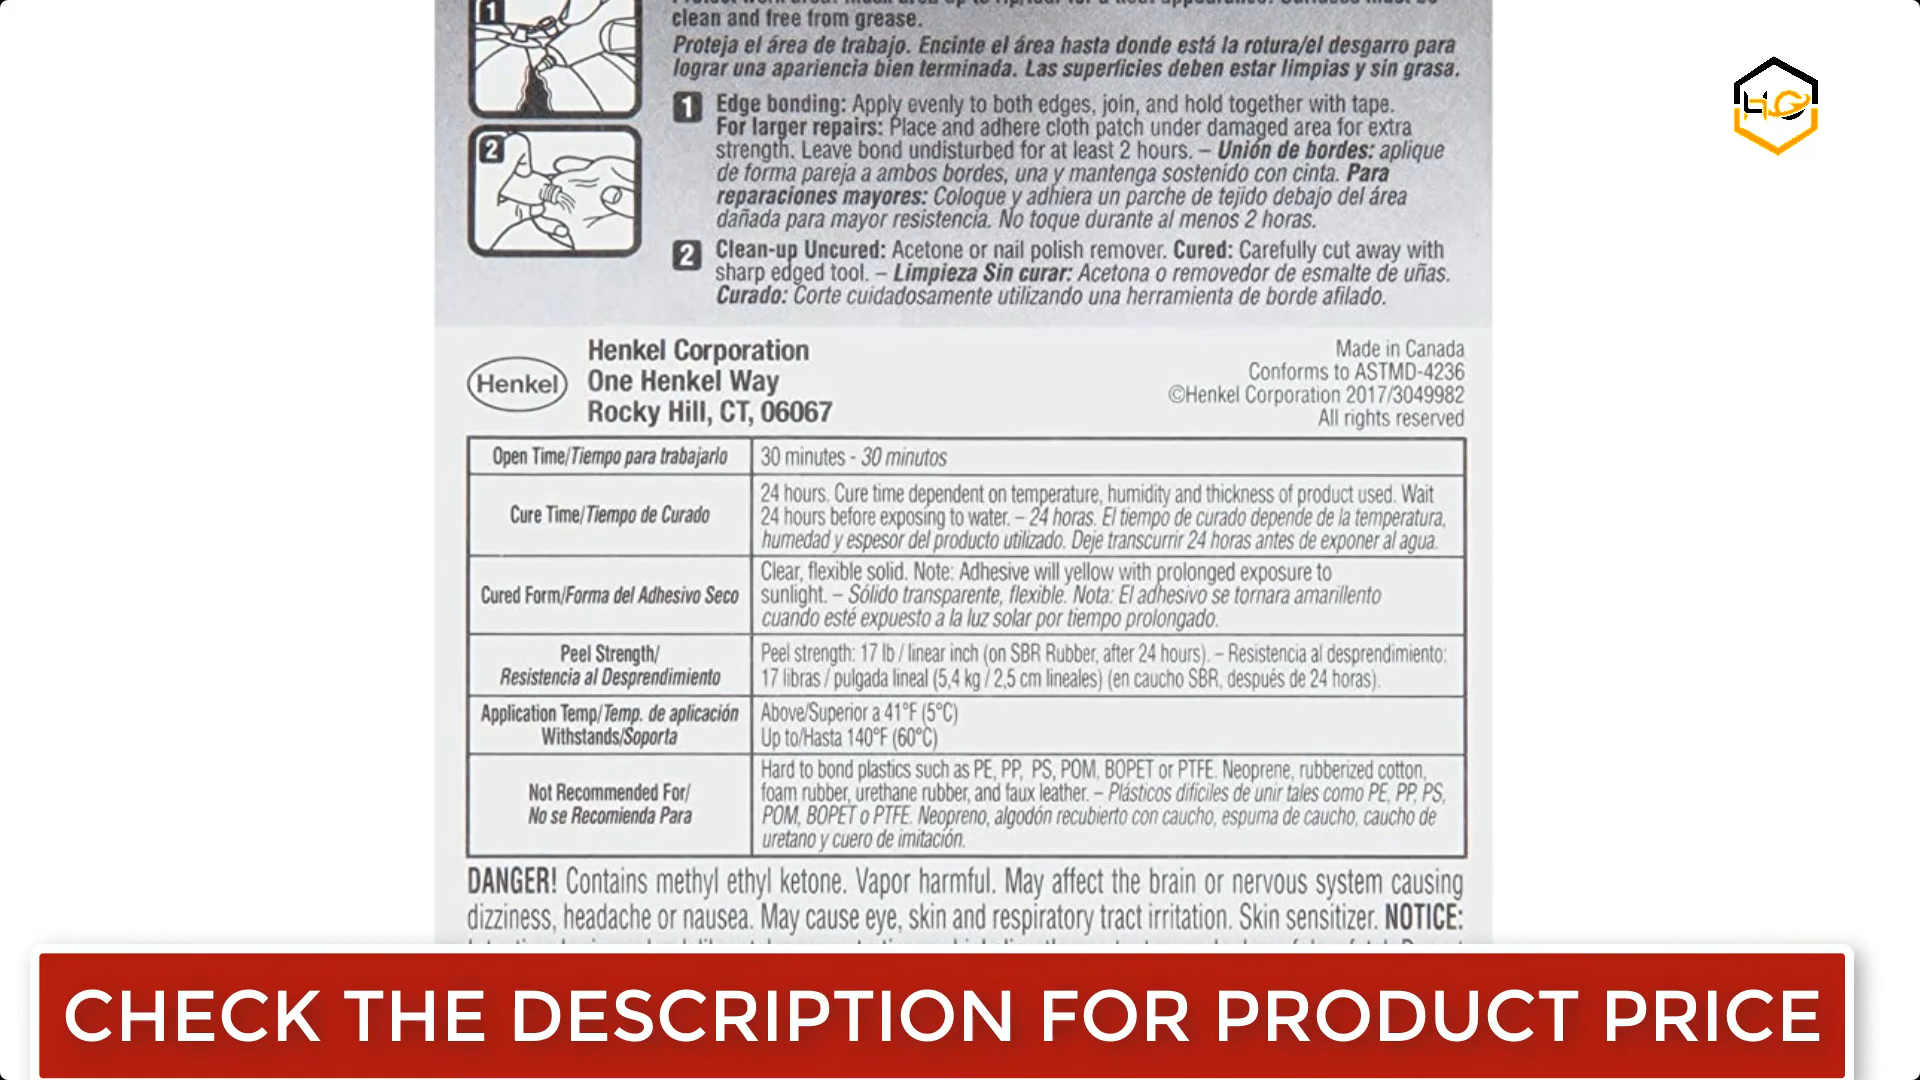 1
clean and free from grease.
Proteja el área de trabajo. Encinte el área hasta donde está la rotura/el desgarro para
lograr una apariencia bien terminada. Las superficies deben estar limpias y sin grasa.
1 Edge bonding: Apply evenly to both edges, join, and hold together with tape.
For larger repairs: Place and adhere cloth patch under damaged area for extra
strength. Leave bond undisturbed for at least 2 hours. – Unión de bordes: aplique
de forma pareja a ambos bordes, una y mantenga sostenido con cinta. Para
reparaciones mayores: Coloque y adhiera un parche de tejido debajo del área
dañada para mayor resistencia. No toque durante al menos 2 horas.
2
2 Clean-up Uncured: Acetone or nail polish remover. Cured: Carefully cut away with
sharp edged tool. – Limpieza Sin curar: Acetona o removedor de esmalte de uñas.
Curado: Corte cuidadosamente utilizando una herramienta de borde afilado.
Henkel
Henkel Corporation
One Henkel Way
Rocky Hill, CT, 06067
Made in Canada
Conforms to ASTMD-4236
©Henkel Corporation 2017/3049982
All rights reserved
Open Time/Tiempo para trabajarlo
30 minutes - 30 minutos
Cure Time/Tiempo de Curado
24 hours. Cure time dependent on temperature, humidity and thickness of product used. Wait
24 hours before exposing to water. – 24 horas. El tiempo de curado depende de la temperatura,
humedad y espesor del producto utilizado. Deje transcurrir 24 horas antes de exponer al agua.
Cured Form/Forma del Adhesivo Seco
Clear, flexible solid. Note: Adhesive will yellow with prolonged exposure to
sunlight. – Sólido transparente, flexible. Nota: El adhesivo se tornara amarillento
cuando esté expuesto a la luz solar por tiempo prolongado.
Peel Strength/
Resistencia al Desprendimiento
Peel strength: 17 lb / linear inch (on SBR Rubber, after 24 hours). – Resistencia al desprendimiento:
17 libras / pulgada lineal (5,4 kg / 2,5 cm lineales) (en caucho SBR, después de 24 horas).
Application Temp/Temp. de aplicación
Withstands/Soporta
Above/Superior a 41°F (5°C)
Up to/Hasta 140°F (60°C)
Not Recommended For/
No se Recomienda Para
Hard to bond plastics such as PE, PP, PS, POM, BOPET or PTFE. Neoprene, rubberized cotton,
foam rubber, urethane rubber, and faux leather. – Plásticos difíciles de unir tales como PE, PP, PS,
POM, BOPET o PTFE. Neopreno, algodón recubierto con caucho, espuma de caucho, caucho de
uretano y cuero de imitación.
DANGER! Contains methyl ethyl ketone. Vapor harmful. May affect the brain or nervous system causing
dizziness, headache or nausea. May cause eye, skin and respiratory tract irritation. Skin sensitizer. NOTICE:
CHECK THE DESCRIPTION FOR PRODUCT PRICE